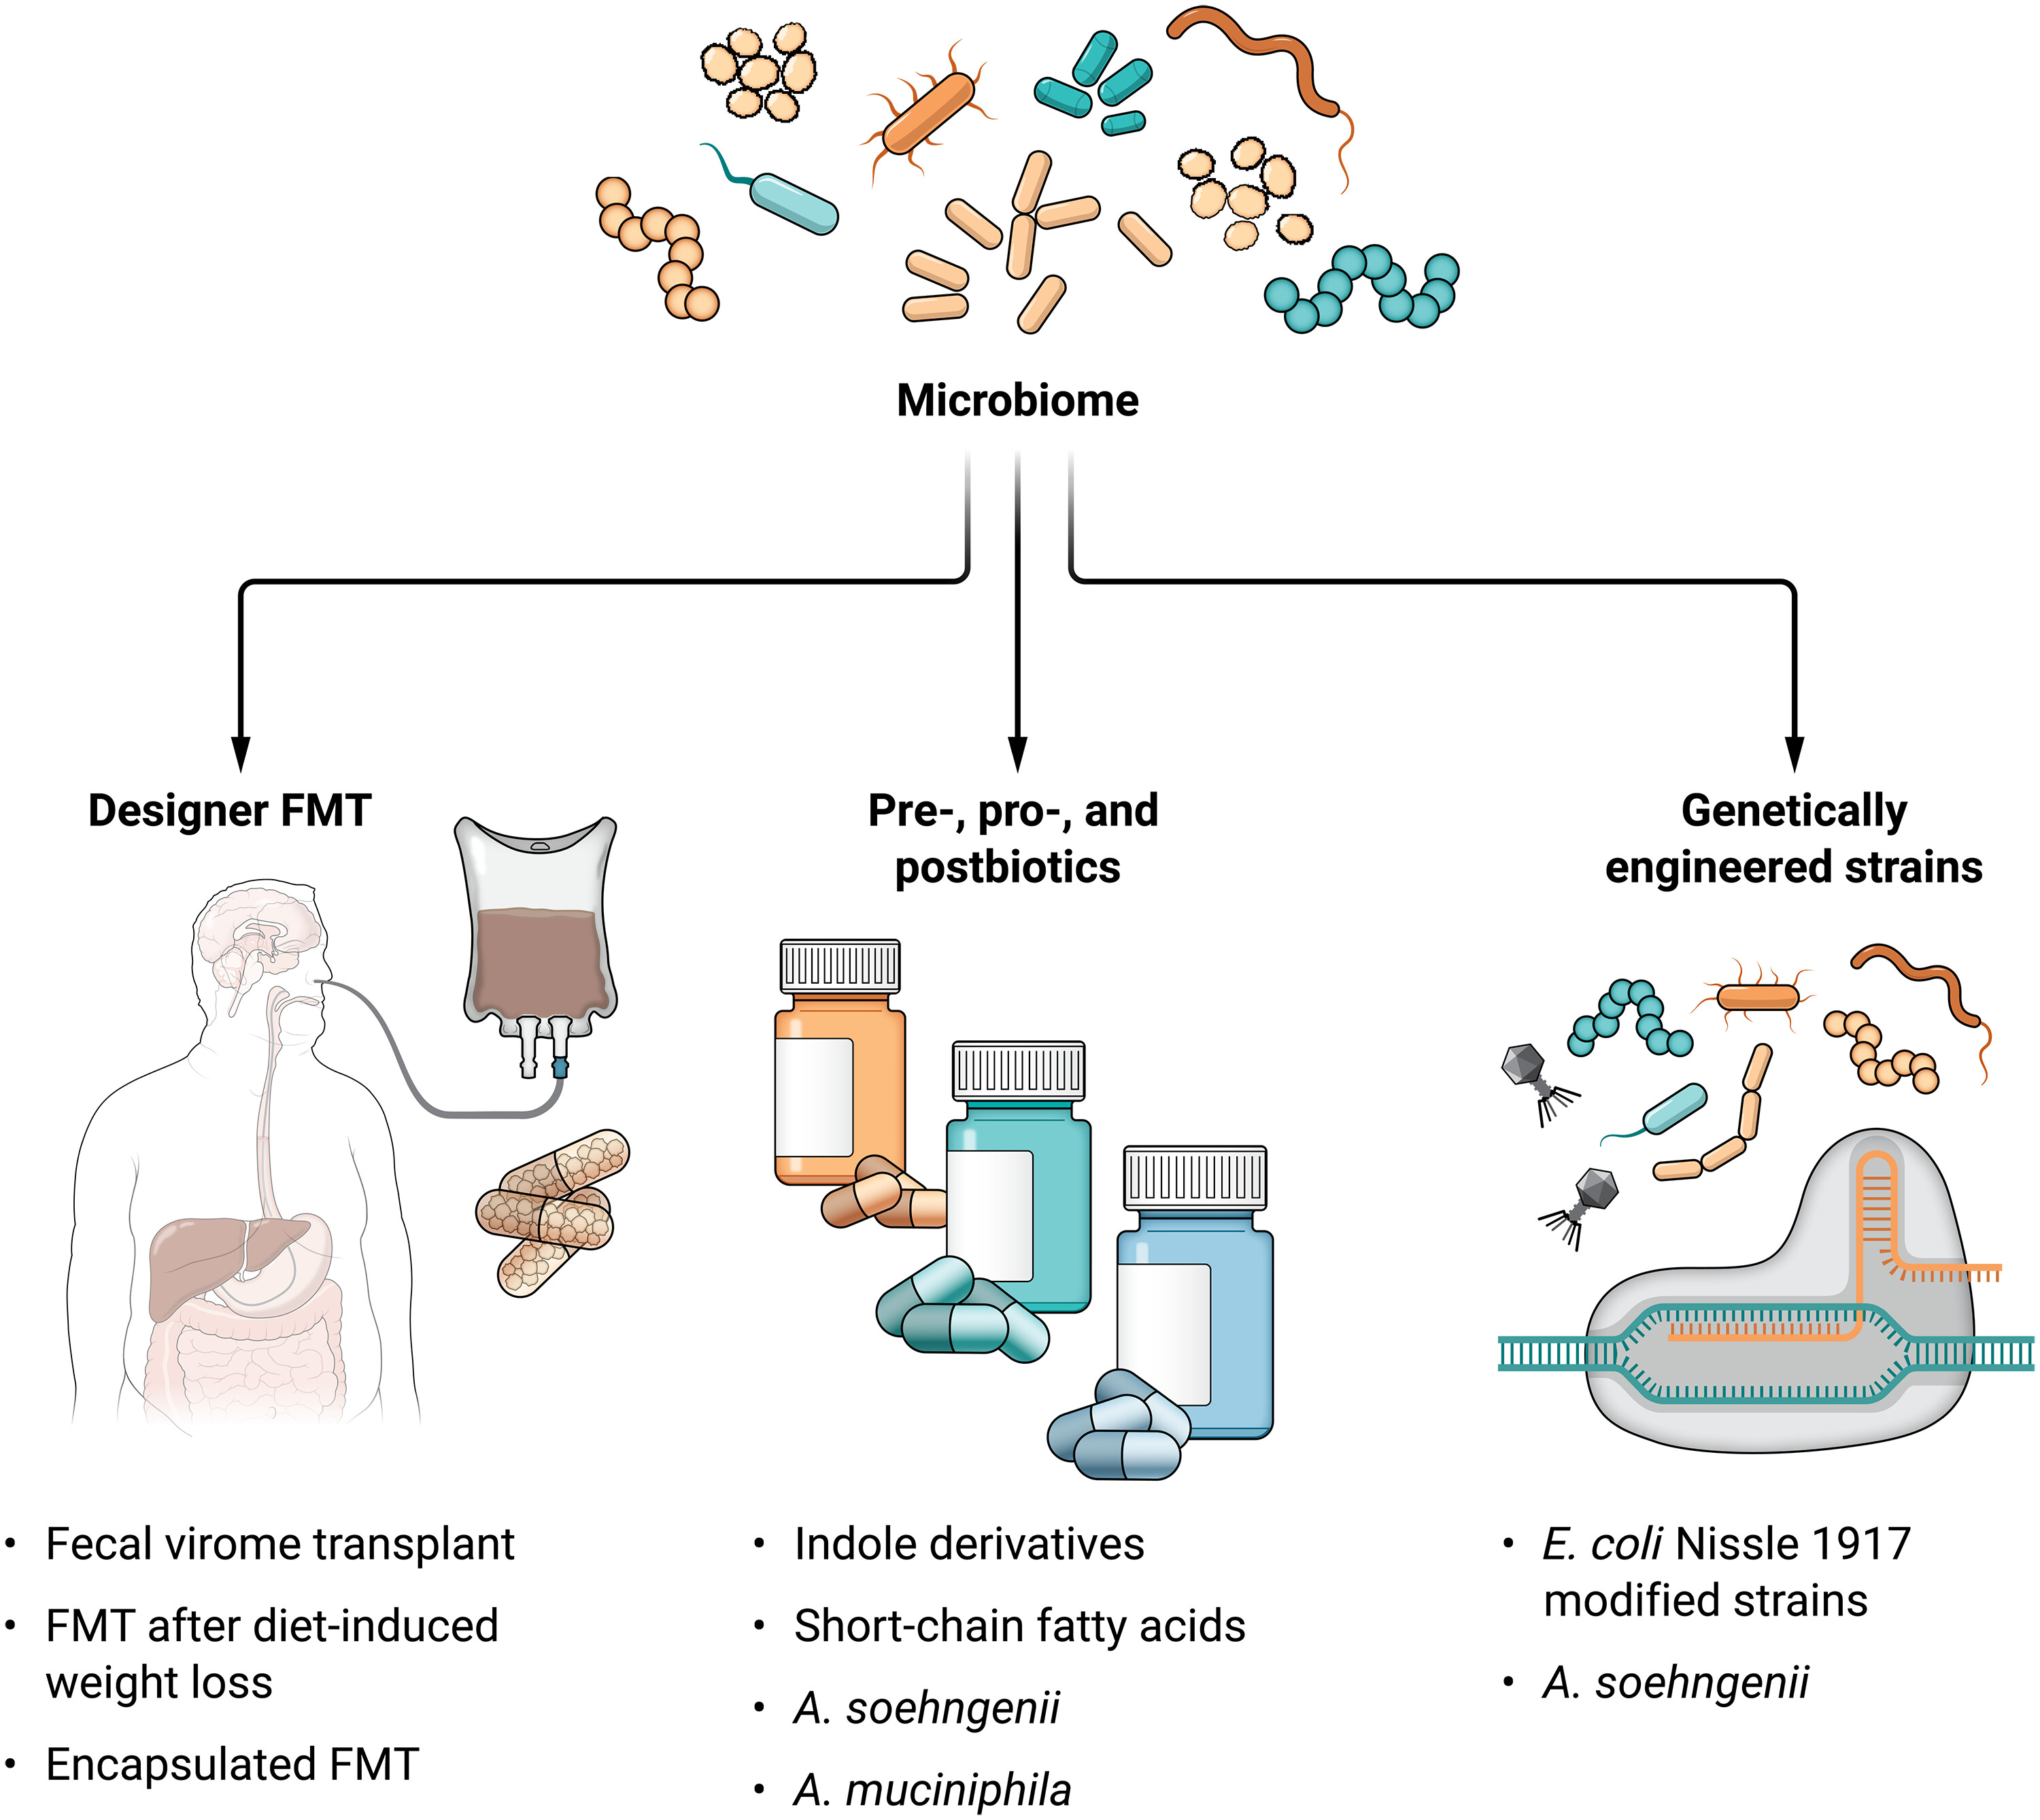 Microbiome
Designer FMT
Pre-, pro-, and
postbiotics
Genetically
engineered strains
• Fecal virome transplant
• FMT after diet-induced
weight loss
• Encapsulated FMT
• Indole derivatives
• Short-chain fatty acids
• A. soehngenii
• A. muciniphila
• E. coli Nissle 1917
modified strains
• A. soehngenii